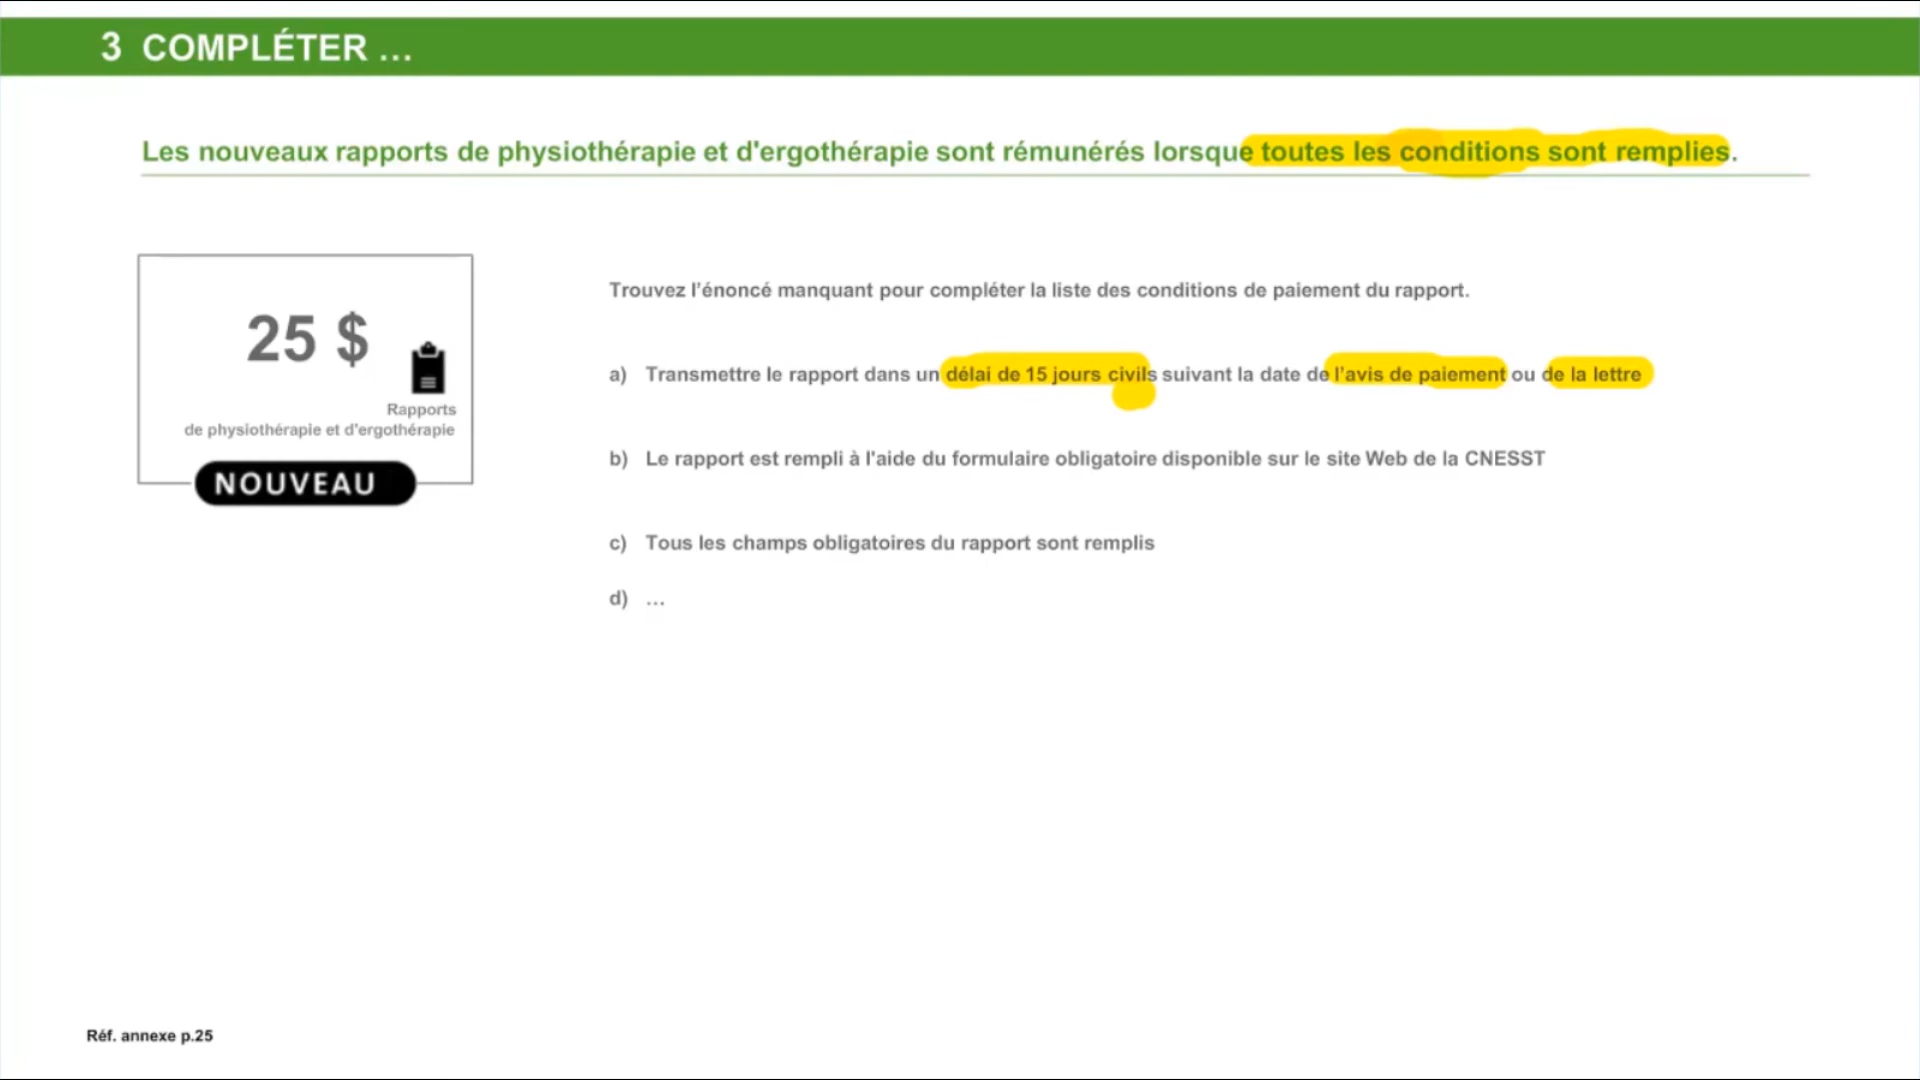 3 COMPLÉTER ...
Les nouveaux rapports de physiothérapie et d'ergothérapie sont rémunérés lorsque toutes les conditions sont remplies.
25 $
Rapports
de physiothérapie et d'ergothérapie
NOUVEAU
Trouvez l’énoncé manquant pour compléter la liste des conditions de paiement du rapport.
a) Transmettre le rapport dans un délai de 15 jours civils suivant la date de l’avis de paiement ou de la lettre
b) Le rapport est rempli à l'aide du formulaire obligatoire disponible sur le site Web de la CNESST
c) Tous les champs obligatoires du rapport sont remplis
d) ...
Réf. annexe p.25